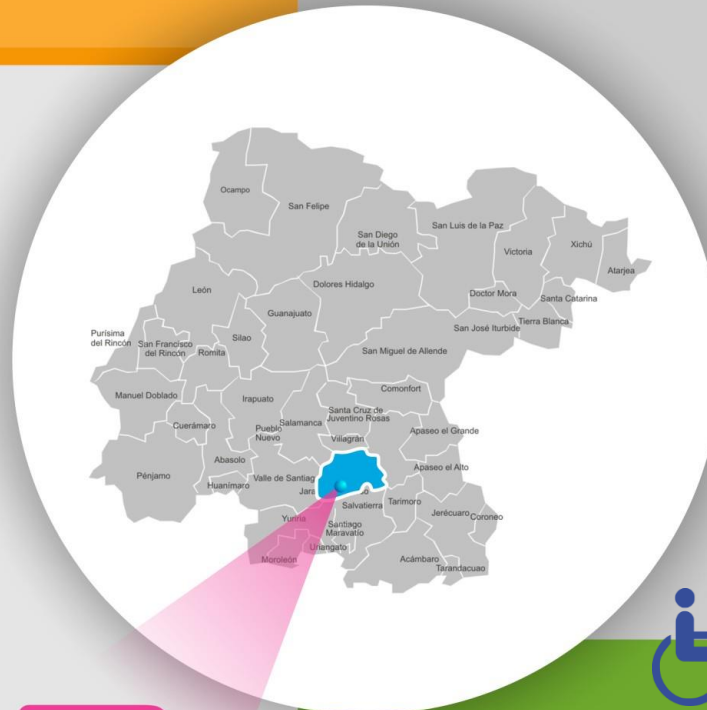 Ocampo
San Felipe
San Diego
de la Unión
San Luis de la Paz
Victoria
Xichú
Atarjea
León
Dolores Hidalgo
Doctor Mora
Santa Catarina
Guanajuato
Purísima
del Rincón
San Francisco
del Rincón
Romita
Silao
San José Iturbide
Tierra Blanca
San Miguel de Allende
Manuel Doblado
Irapuato
Comonfort
Cuerámaro
Pueblo
Nuevo
Salamanca
Santa Cruz de
Juventino Rosas
Villagrán
Apaseo el Grande
Abasolo
Apaseo el Alto
Pénjamo
Huanímaro
Valle de Santiag
Jara
Salvatierra
Tarimoro
Jerécuaro
Coroneo
Yuriria
Santiago
Maravatío
Uriangato
Moroleón
Acámbaro
Tarandacuao